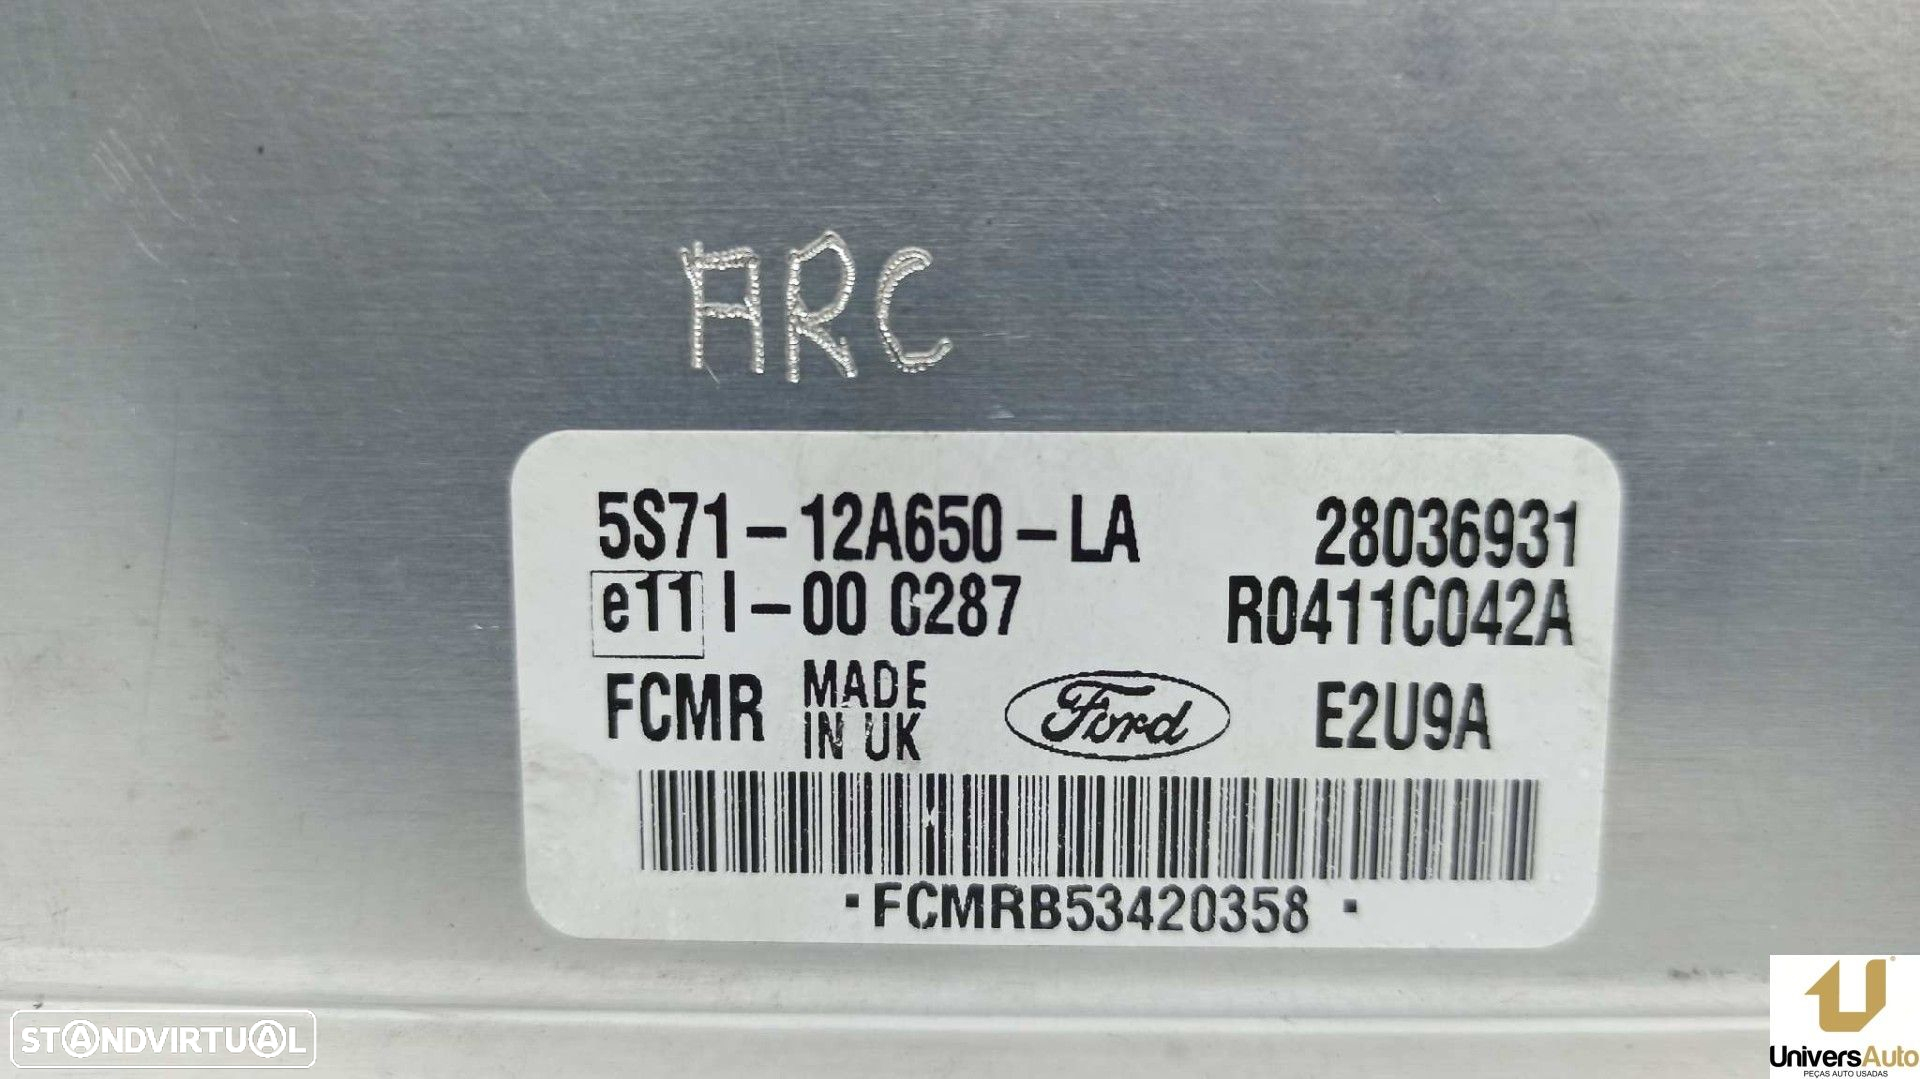 ARC
5S71-12A650-LA 28036931
e11 I-00 0287 R0411C042A
FCMR MADE IN UK Ford E2U9A
·FCMRB53420358·
STANDVIRTUAL
UniversAuto
PEÇAS AUTO USADAS